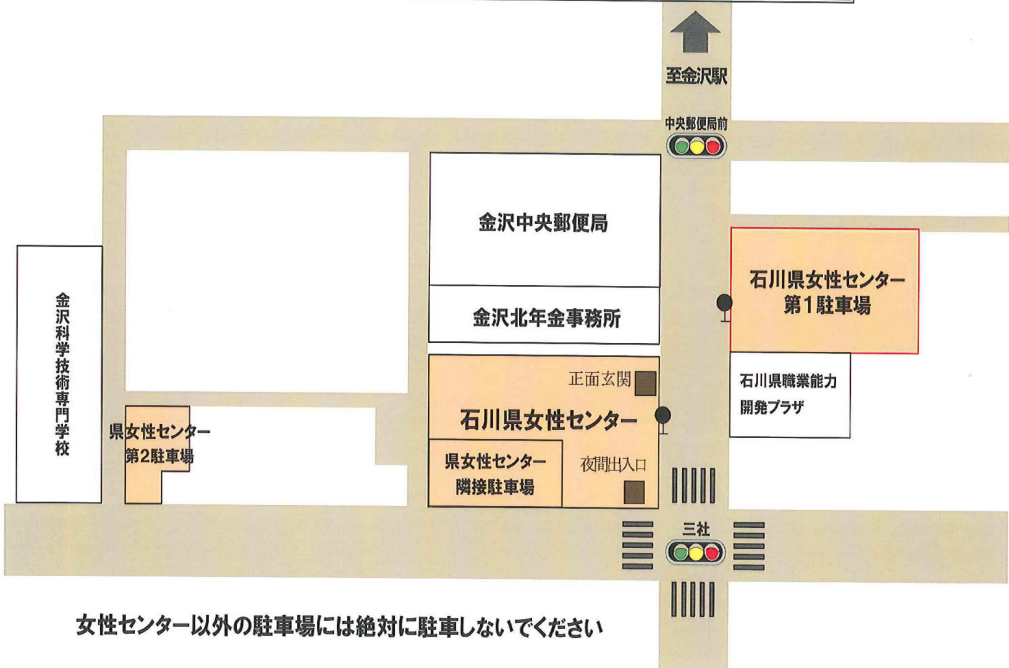 至金沢駅
中央郵便局前
金沢中央郵便局
石川県女性センター
第1駐車場
金沢北年金事務所
金沢科学技術専門学校
正面玄関
石川県職業能力
開発プラザ
石川県女性センター
県女性センター
第2駐車場
県女性センター
隣接駐車場
夜間出入口
三社
女性センター以外の駐車場には絶対に駐車しないでください